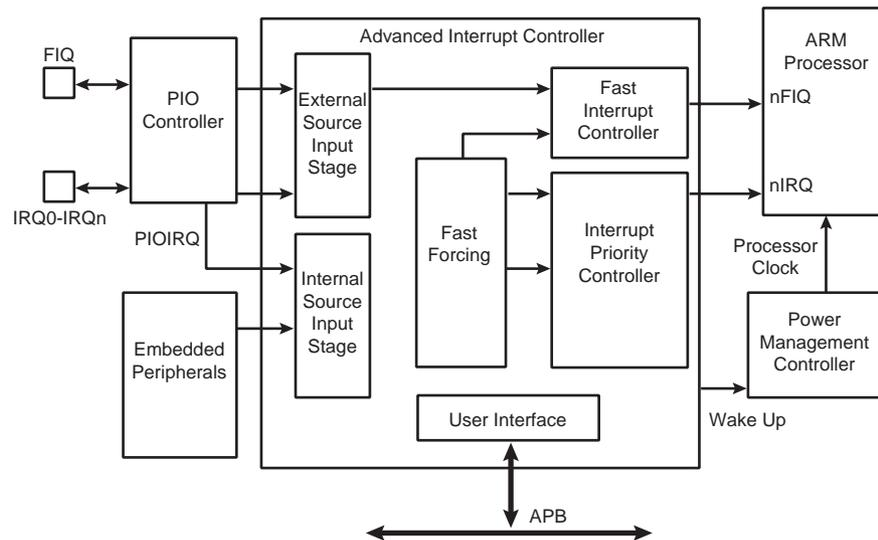 Advanced Interrupt Controller
FIQ
PIO
Controller
IRQ0-IRQn
PIOIRQ
Embedded
Peripherals
External
Source
Input
Stage
Internal
Source
Input
Stage
Fast
Forcing
Fast
Interrupt
Controller
Interrupt
Priority
Controller
User Interface
APB
ARM
Processor
nFIQ
nIRQ
Processor
Clock
Power
Management
Controller
Wake Up